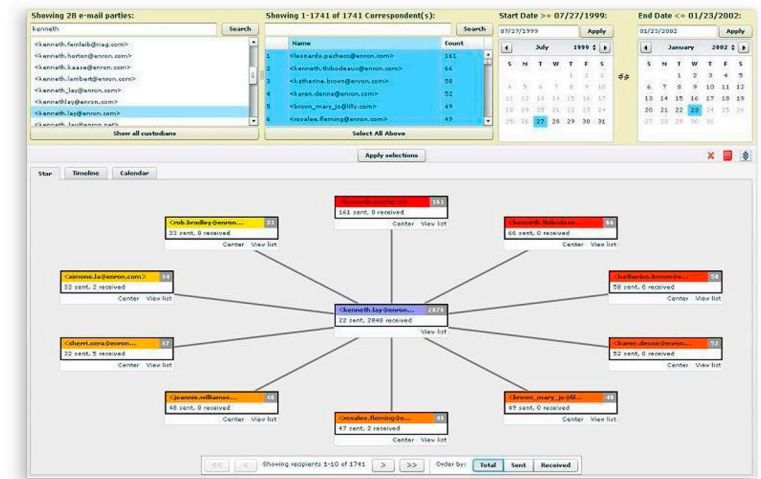 Showing 28 e-mail parties:
kenneth Search
<kenneth.feinleib@nieg.com>
<kenneth.horton@enron.com>
<kenneth.kaase@enron.com>
<kenneth.lambert@enron.com>
<kenneth_lay@enron.com>
<kennethlay@enron.com>
<kenneth.lay@enron.com>
<kenneth_lay@enron.net>
Show all custodians
Showing 1-1741 of 1741 Correspondent(s):
Search
Name Count
1 <leonardo.pacheco@enron.com> 161
2 <kenneth.thibodeaux@enron.com> 66
3 <katherine.brown@enron.com> 58
4 <karen.denne@enron.com> 52
5 <brown_mary_jo@lilly.com> 49
6 <rosalee.fleming@enron.com> 49
Select All Above
Start Date >= 07/27/1999:
07/27/1999 Apply
July 1999
S M T W T F S
1 2 3
4 5 6 7 8 9 10
11 12 13 14 15 16 17
18 19 20 21 22 23 24
25 26 27 28 29 30 31
End Date <= 01/23/2002:
01/23/2002 Apply
January 2002
S M T W T F S
1 2 3 4 5
6 7 8 9 10 11 12
13 14 15 16 17 18 19
20 21 22 23 24 25 26
27 28 29 30 31
Apply selections
Star Timeline Calendar
161
161 sent, 0 received
Center View list
<rob.bradley@enron... 33
33 sent, 0 received
Center View list
<kenneth.thibodeau... 66
66 sent, 0 received
Center View list
<simone.la@enron.com> 34
32 sent, 2 received
Center View list
<katherine.brown@e... 58
58 sent, 0 received
Center View list
<kenneth.lay@enron... 2070
22 sent, 2048 received
View list
<sherri.sera@enron... 37
32 sent, 5 received
Center View list
<karen.denne@enron... 52
52 sent, 0 received
Center View list
<joannie.williamso... 48
48 sent, 0 received
Center View list
<brown_mary_jo@lil... 49
49 sent, 0 received
Center View list
<rosalee.fleming@e... 49
47 sent, 2 received
Center View list
<< < Showing recipients 1-10 of 1741 > >> Order by: Total Sent Received